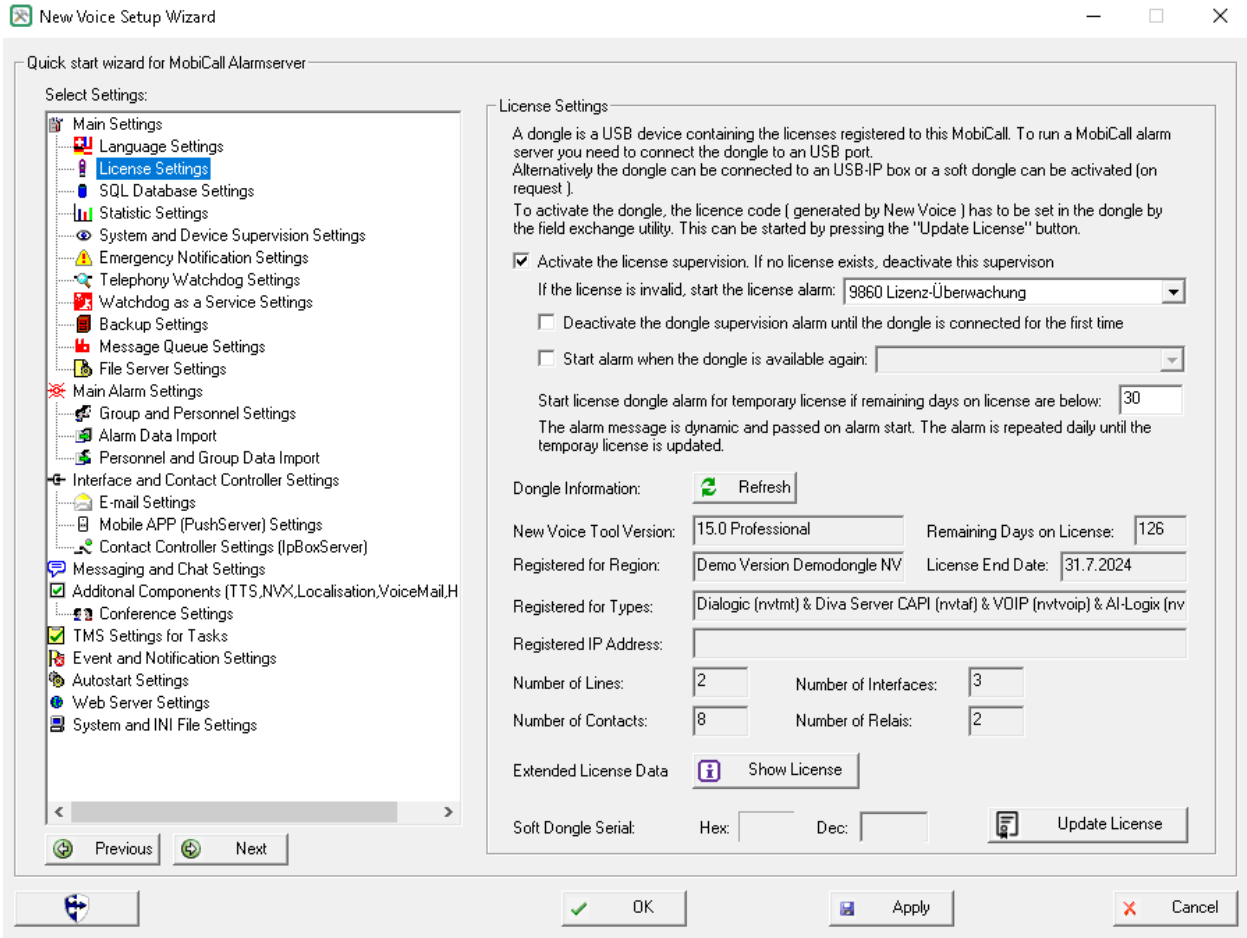 New Voice Setup Wizard
Quick start wizard for MobiCall Alarmserver
Select Settings:
Main Settings
Language Settings
License Settings
SQL Database Settings
Statistic Settings
System and Device Supervision Settings
Emergency Notification Settings
Telephony Watchdog Settings
Watchdog as a Service Settings
Backup Settings
Message Queue Settings
File Server Settings
Main Alarm Settings
Group and Personnel Settings
Alarm Data Import
Personnel and Group Data Import
Interface and Contact Controller Settings
E-mail Settings
Mobile APP (PushServer) Settings
Contact Controller Settings (IpBoxServer)
Messaging and Chat Settings
Additonal Components (TTS,NVX,Localisation,VoiceMail,H
Conference Settings
TMS Settings for Tasks
Event and Notification Settings
Autostart Settings
Web Server Settings
System and INI File Settings
Previous
Next
License Settings
A dongle is a USB device containing the licenses registered to this MobiCall. To run a MobiCall alarm
server you need to connect the dongle to an USB port.
Alternatively the dongle can be connected to an USB-IP box or a soft dongle can be activated (on
request ).
To activate the dongle, the licence code ( generated by New Voice ) has to be set in the dongle by
the field exchange utility. This can be started by pressing the "Update License" button.
Activate the license supervision. If no license exists, deactivate this supervison
If the license is invalid, start the license alarm: 9860 Lizenz-Überwachung
Deactivate the dongle supervision alarm until the dongle is connected for the first time
Start alarm when the dongle is available again:
Start license dongle alarm for temporary license if remaining days on license are below: 30
The alarm message is dynamic and passed on alarm start. The alarm is repeated daily until the
temporay license is updated.
Dongle Information: Refresh
New Voice Tool Version: 15.0 Professional Remaining Days on License: 126
Registered for Region: Demo Version Demodongle NV License End Date: 31.7.2024
Registered for Types: Dialogic (nvtmt) & Diva Server CAPI (nvtaf) & VOIP (nvtvoip) & AI-Logix (nv
Registered IP Address:
Number of Lines: 2 Number of Interfaces: 3
Number of Contacts: 8 Number of Relais: 2
Extended License Data Show License
Soft Dongle Serial: Hex: Dec: Update License
OK
Apply
Cancel